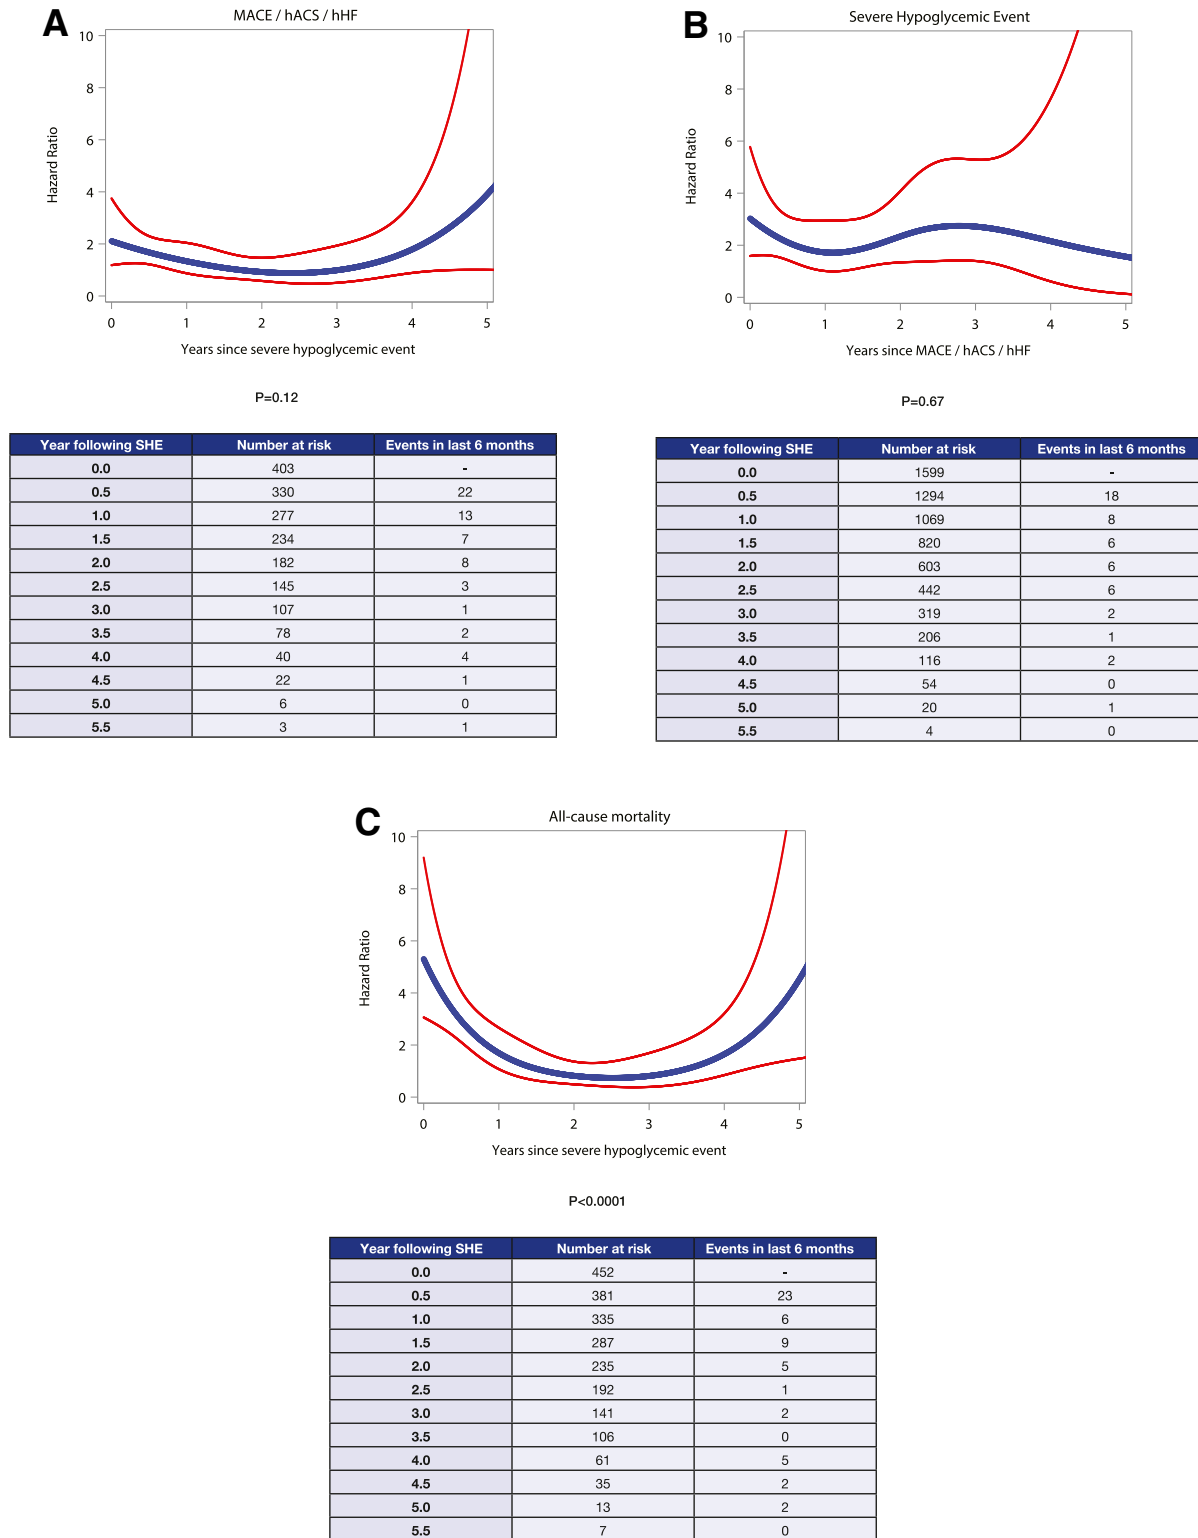 A
MACE / hACS / hHF
10
8
6
4
2
0
Hazard Ratio
0 1 2 3 4 5
Years since severe hypoglycemic event
P=0.12
Year following SHE Number at risk Events in last 6 months
0.0 403 -
0.5 330 22
1.0 277 13
1.5 234 7
2.0 182 8
2.5 145 3
3.0 107 1
3.5 78 2
4.0 40 4
4.5 22 1
5.0 6 0
5.5 3 1
B
Severe Hypoglycemic Event
10
8
6
4
2
0
Hazard Ratio
0 1 2 3 4 5
Years since MACE / hACS / hHF
P=0.67
Year following SHE Number at risk Events in last 6 months
0.0 1599 -
0.5 1294 18
1.0 1069 8
1.5 820 6
2.0 603 6
2.5 442 6
3.0 319 2
3.5 206 1
4.0 116 2
4.5 54 0
5.0 20 1
5.5 4 0
C
All-cause mortality
10
8
6
4
2
0
Hazard Ratio
0 1 2 3 4 5
Years since severe hypoglycemic event
P<0.0001
Year following SHE Number at risk Events in last 6 months
0.0 452 -
0.5 381 23
1.0 335 6
1.5 287 9
2.0 235 5
2.5 192 1
3.0 141 2
3.5 106 0
4.0 61 5
4.5 35 2
5.0 13 2
5.5 7 0